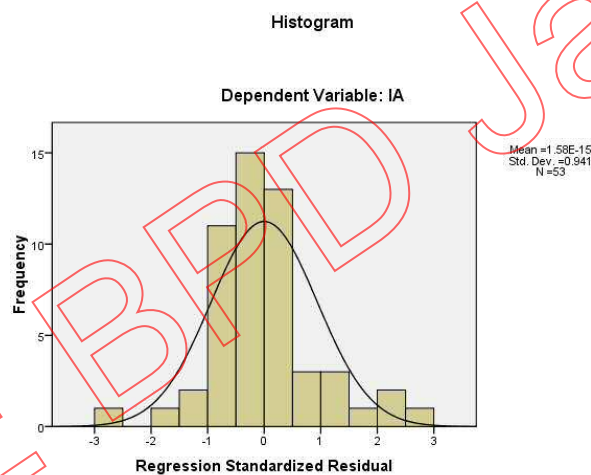 Histogram
Dependent Variable: IA
Mean =1.58E-15
Std. Dev. =0.941
N =53
Frequency
15
10
5
0
-3 -2 -1 0 1 2 3
Regression Standardized Residual
BPD Ja